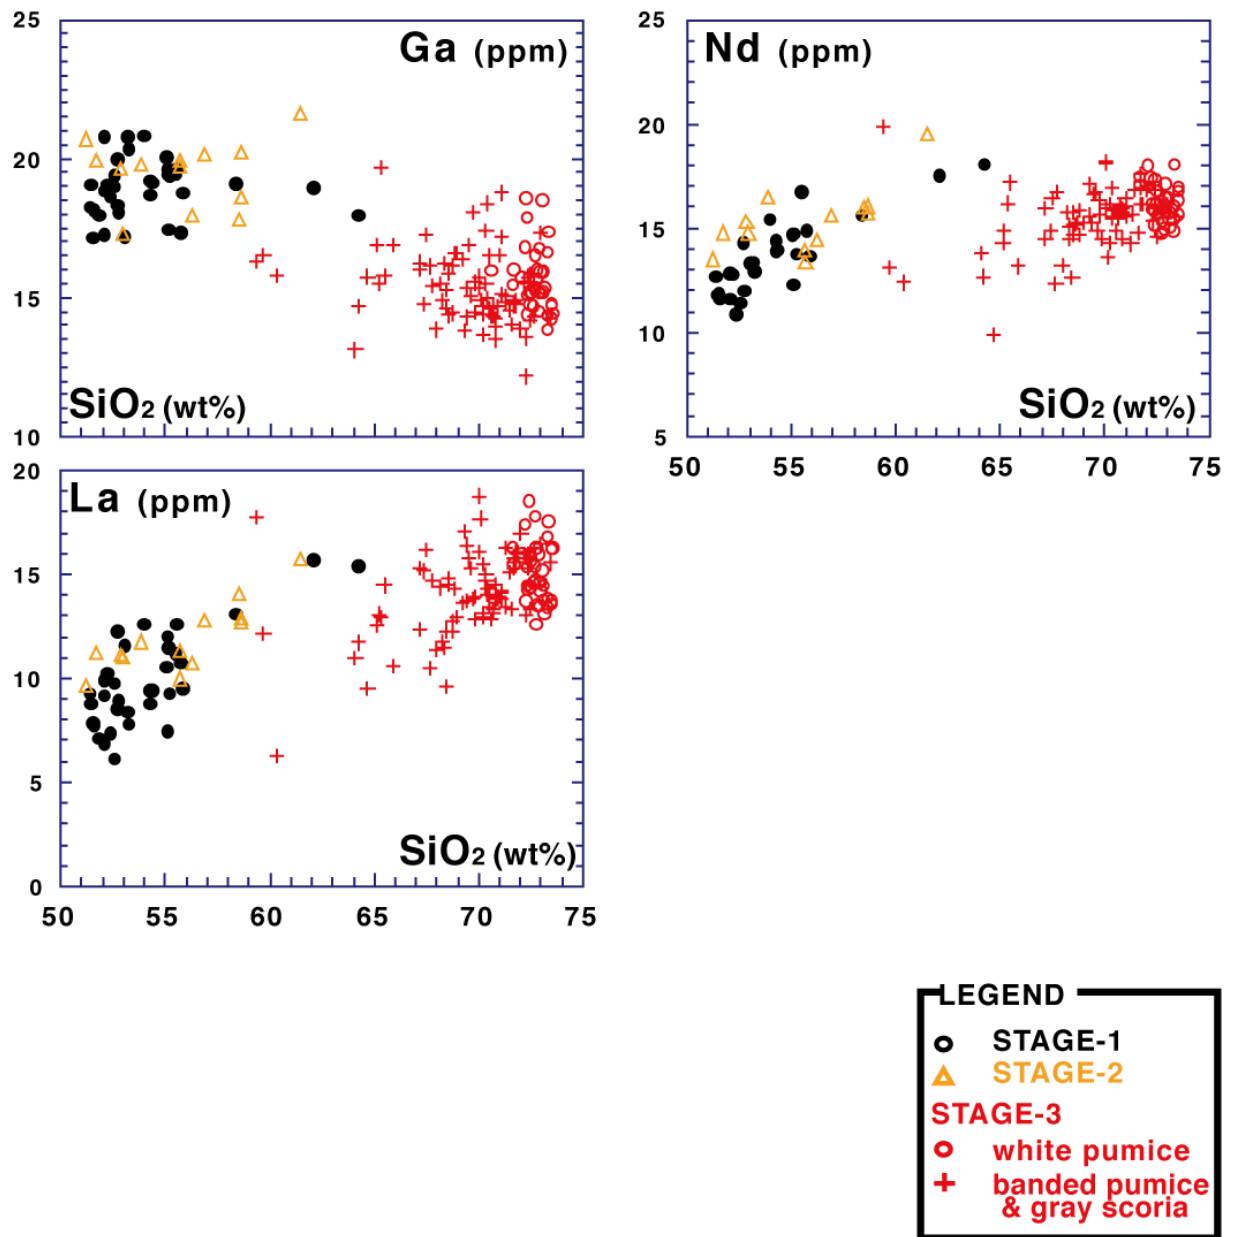 25
Ga (ppm)
20
15
SiO2 (wt%)
10
25
Nd (ppm)
20
15
10
SiO2 (wt%)
5
50 55 60 65 70 75
20
La (ppm)
15
10
5
SiO2 (wt%)
0
50 55 60 65 70 75
LEGEND
STAGE-1
STAGE-2
STAGE-3
white pumice
banded pumice
& gray scoria